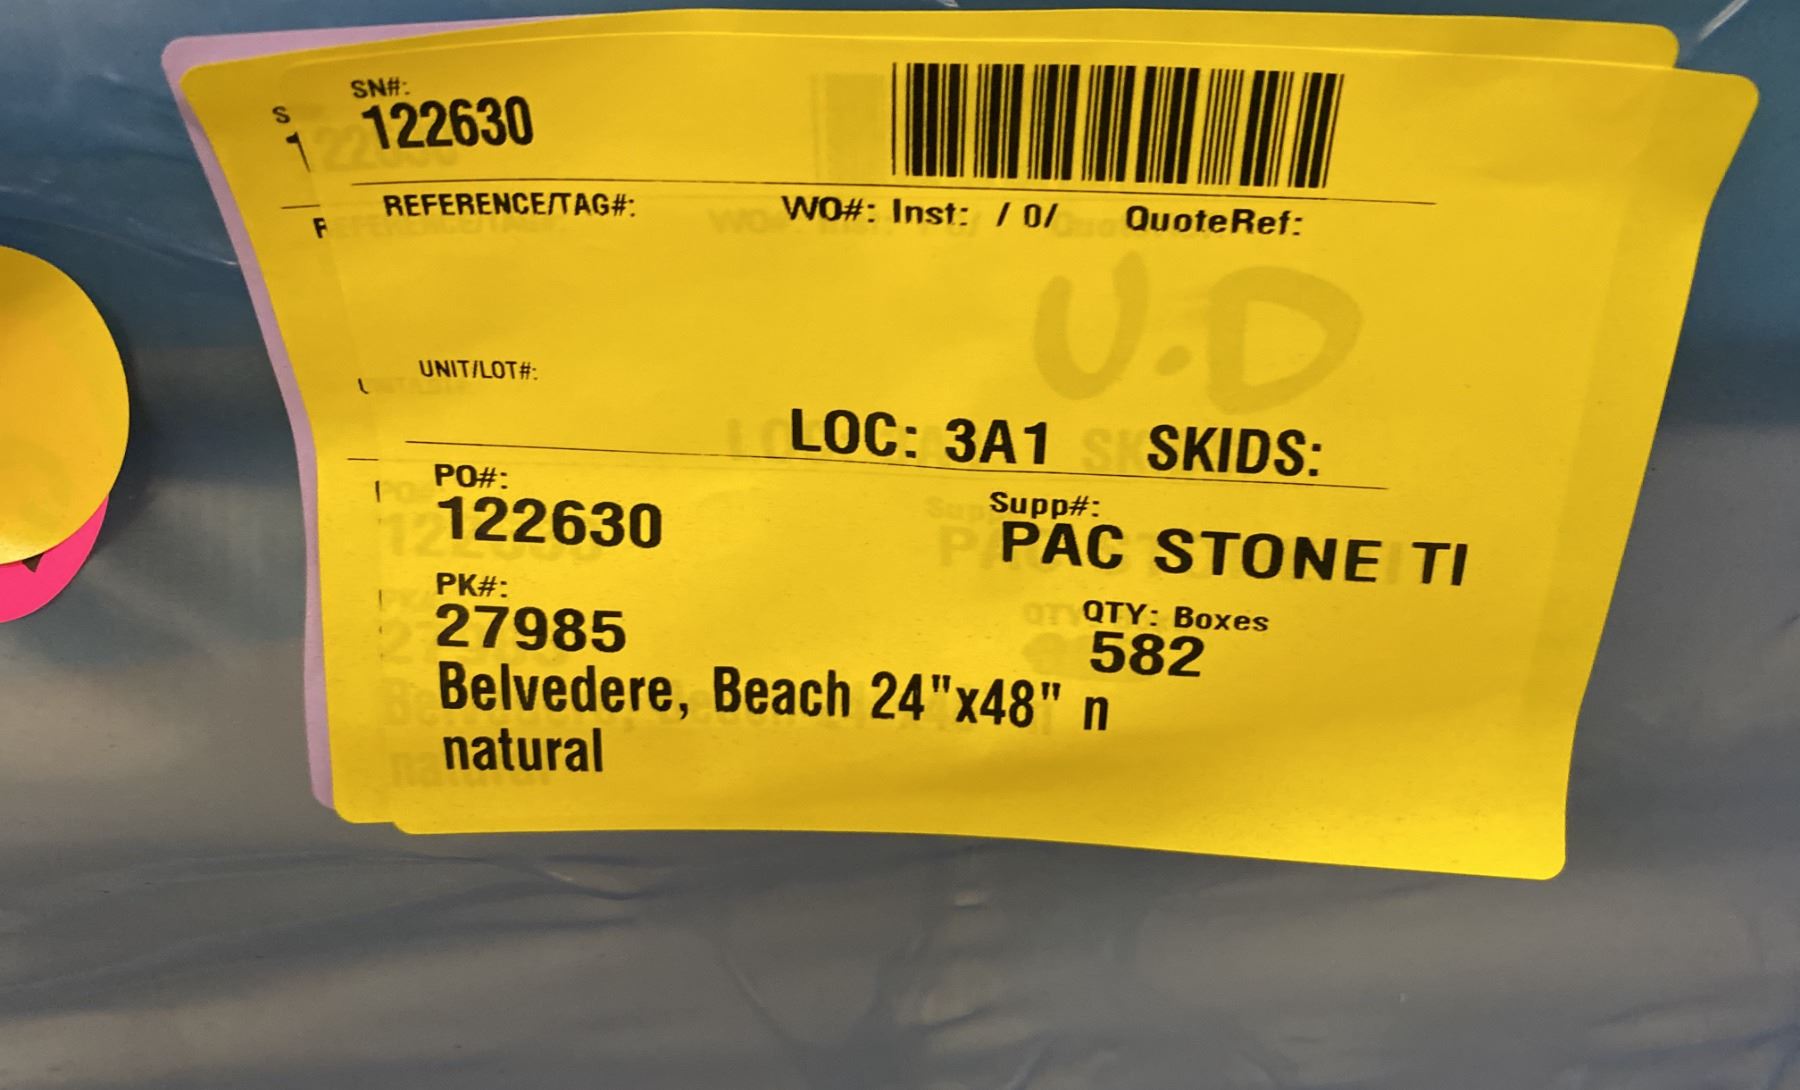 SN#:
122630
REFERENCE/TAG#: WO#: Inst: / 0/ QuoteRef:
U.D
UNIT/LOT#:
LOC: 3A1 SKIDS:
PO#: Supp#:
122630 PAC STONE TI
PK#: QTY: Boxes
27985 582
Belvedere, Beach 24"x48" n
natural